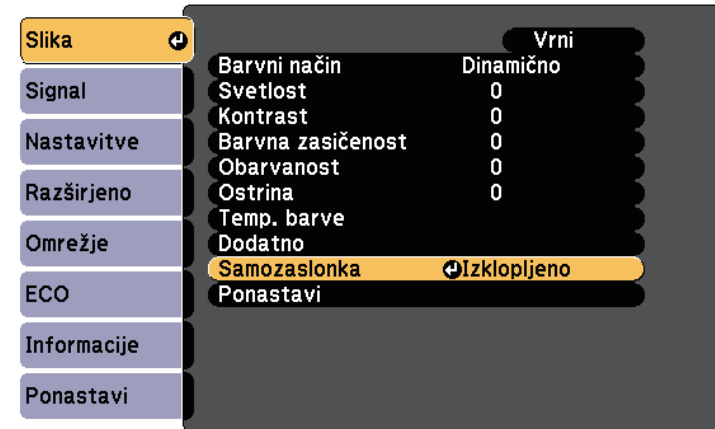 Slika
Signal
Nastavitve
Razširjeno
Omrežje
ECO
Informacije
Ponastavi
Vrni
Barvni način Dinamično
Svetlost 0
Kontrast 0
Barvna zasičenost 0
Obarvanost 0
Ostrina 0
Temp. barve
Dodatno
Samozaslonka Izklopljeno
Ponastavi